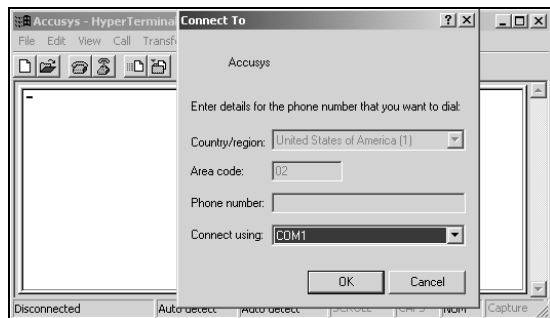 Accusys - HyperTerminal
Connect To
File Edit View Call
Accusys
Enter details for the phone number that you want to dial:
Country/region: United States of America (1)
Area code: 02
Phone number:
Connect using: COM1
OK Cancel
Disconnected Auto detect Auto detect SCROLL CAPS NUM Capture